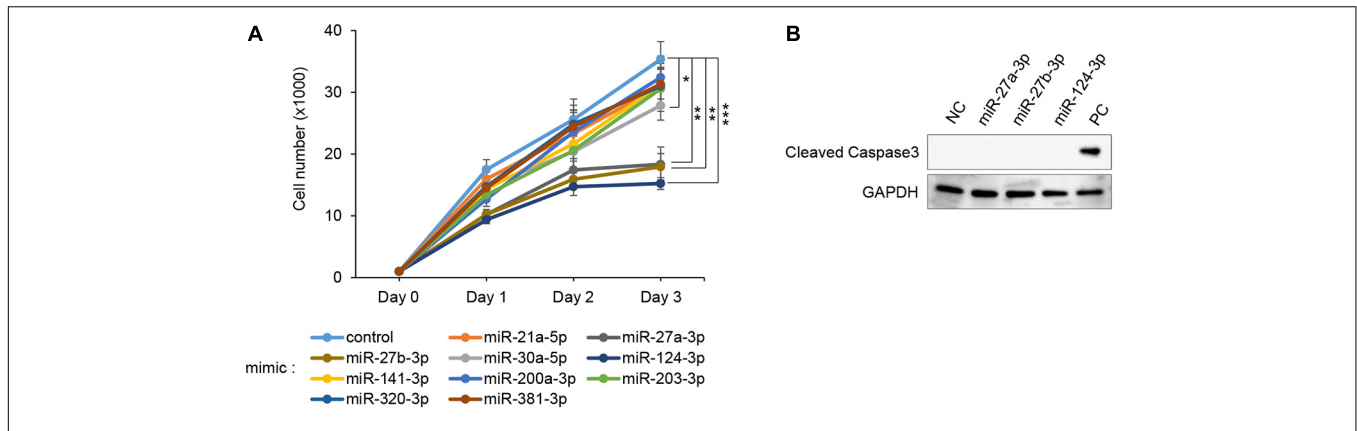 A
Cell number (x1000)
40
30
20
10
0
Day 0 Day 1 Day 2 Day 3
*
**
**
***
mimic :
control miR-21a-5p miR-27a-3p
miR-27b-3p miR-30a-5p miR-124-3p
miR-141-3p miR-200a-3p miR-203-3p
miR-320-3p miR-381-3p
B
NC miR-27a-3p miR-27b-3p miR-124-3p PC
Cleaved Caspase3
GAPDH